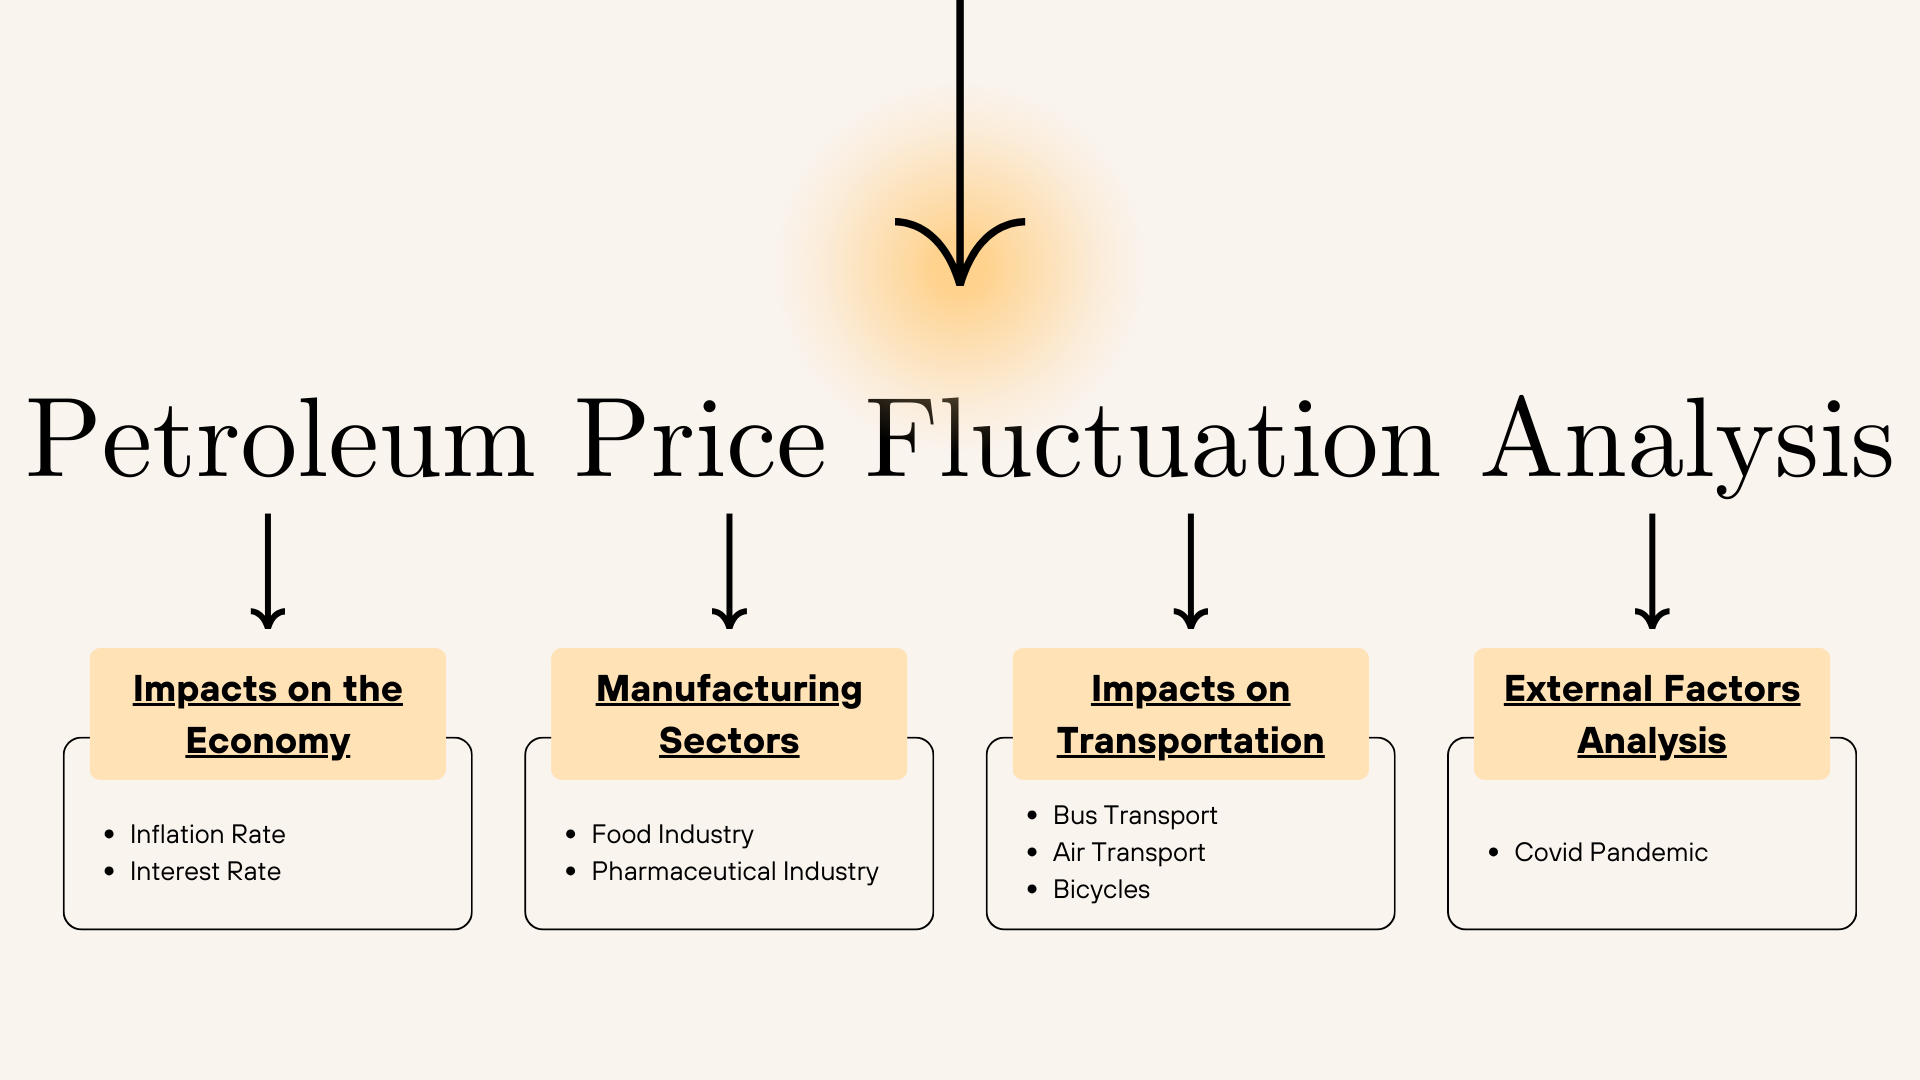 Petroleum Price Fluctuation Analysis
Impacts on the
Economy
• Inflation Rate
• Interest Rate
Manufacturing
Sectors
• Food Industry
• Pharmaceutical Industry
Impacts on
Transportation
• Bus Transport
• Air Transport
• Bicycles
External Factors
Analysis
• Covid Pandemic